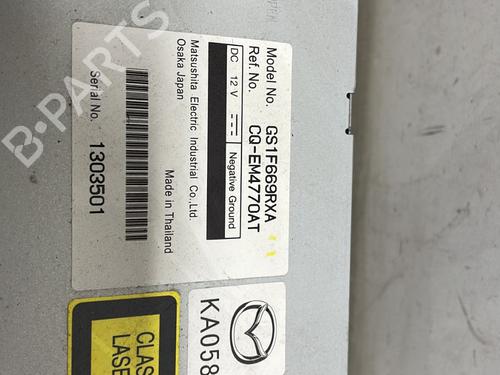 Model No. GS1F669RXA
Ref. No. CQ-EM4770AT
DC 12 V Negative Ground
Matsushita Electric Industrial Co.,Ltd.
Osaka Japan
Made in Thailand
Serial No. 1303501
KA058
CLAS
LASE
B-PARTS